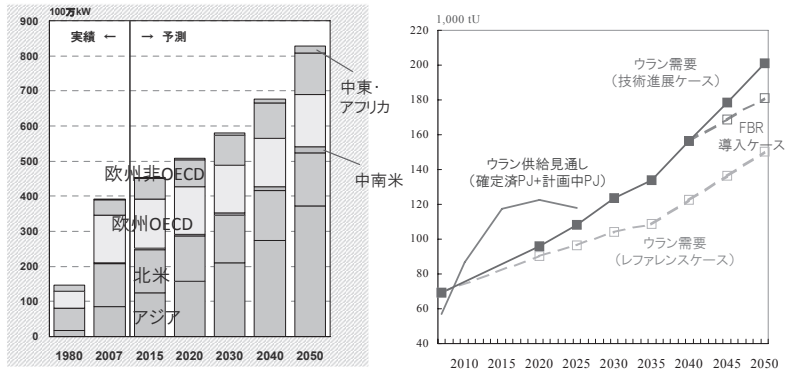 100万kW
900
800
700
600
500
400
300
200
100
0
実績 ← → 予測
中東・
アフリカ
中南米
欧州非OECD
欧州OECD
北米
アジア
1980 2007 2015 2020 2030 2040 2050
1,000 tU
220
200
180
160
140
120
100
80
60
40
ウラン需要
(技術進展ケース)
FBR
導入ケース
ウラン供給見通し
(確定済PJ+計画中PJ)
ウラン需要
(レファレンスケース)
2010 2015 2020 2025 2030 2035 2040 2045 2050